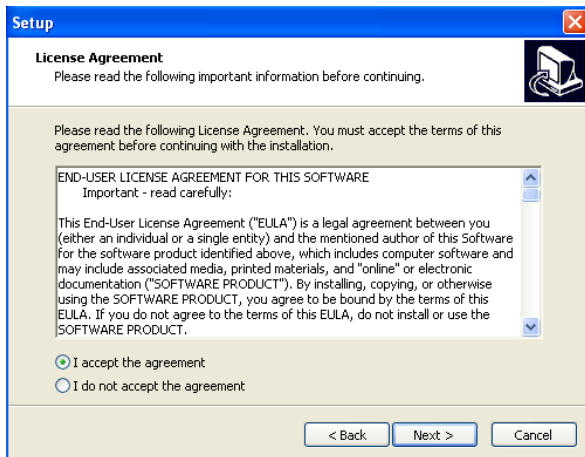 Setup
License Agreement
Please read the following important information before continuing.
Please read the following License Agreement. You must accept the terms of this
agreement before continuing with the installation.
END-USER LICENSE AGREEMENT FOR THIS SOFTWARE
Important - read carefully:
This End-User License Agreement ("EULA") is a legal agreement between you
(either an individual or a single entity) and the mentioned author of this Software
for the software product identified above, which includes computer software and
may include associated media, printed materials, and "online" or electronic
documentation ("SOFTWARE PRODUCT"). By installing, copying, or otherwise
using the SOFTWARE PRODUCT, you agree to be bound by the terms of this
EULA. If you do not agree to the terms of this EULA, do not install or use the
SOFTWARE PRODUCT.
I accept the agreement
I do not accept the agreement
< Back Next > Cancel